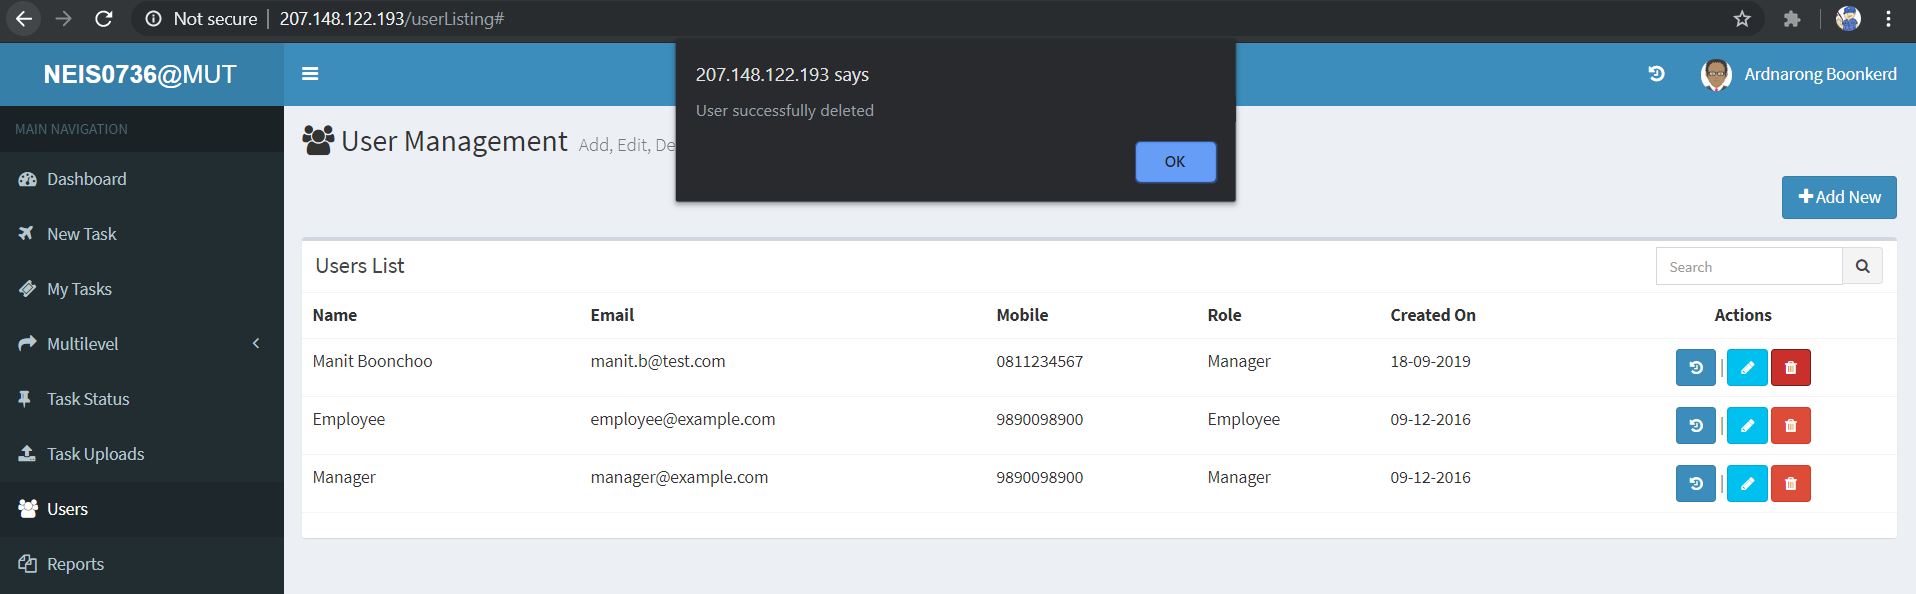 Not secure | 207.148.122.193/userListing#
NEIS0736@MUT
207.148.122.193 says
User successfully deleted
OK
Ardnarong Boonkerd
MAIN NAVIGATION
Dashboard
New Task
My Tasks
Multilevel
Task Status
Task Uploads
Users
Reports
User Management Add, Edit, De
Add New
Users List
Search
Name Email Mobile Role Created On Actions
Manit Boonchoo manit.b@test.com 0811234567 Manager 18-09-2019 |
Employee employee@example.com 9890098900 Employee 09-12-2016 |
Manager manager@example.com 9890098900 Manager 09-12-2016 |